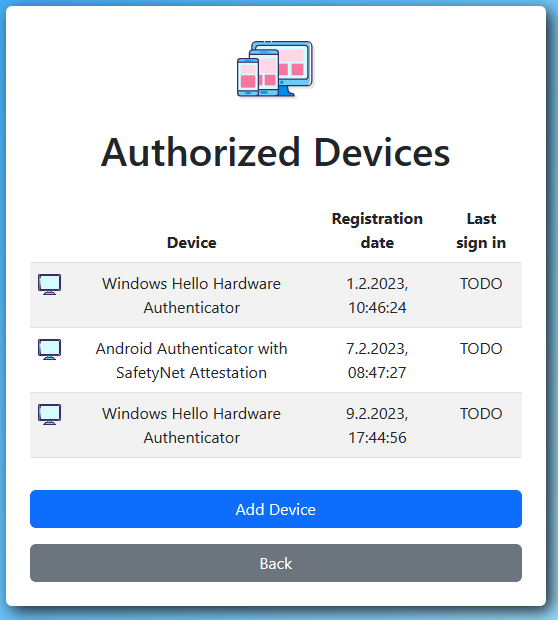 Authorized Devices
Device
Registration
date
Last
sign in
Windows Hello Hardware
Authenticator
1.2.2023,
10:46:24
TODO
Android Authenticator with
SafetyNet Attestation
7.2.2023,
08:47:27
TODO
Windows Hello Hardware
Authenticator
9.2.2023,
17:44:56
TODO
Add Device
Back